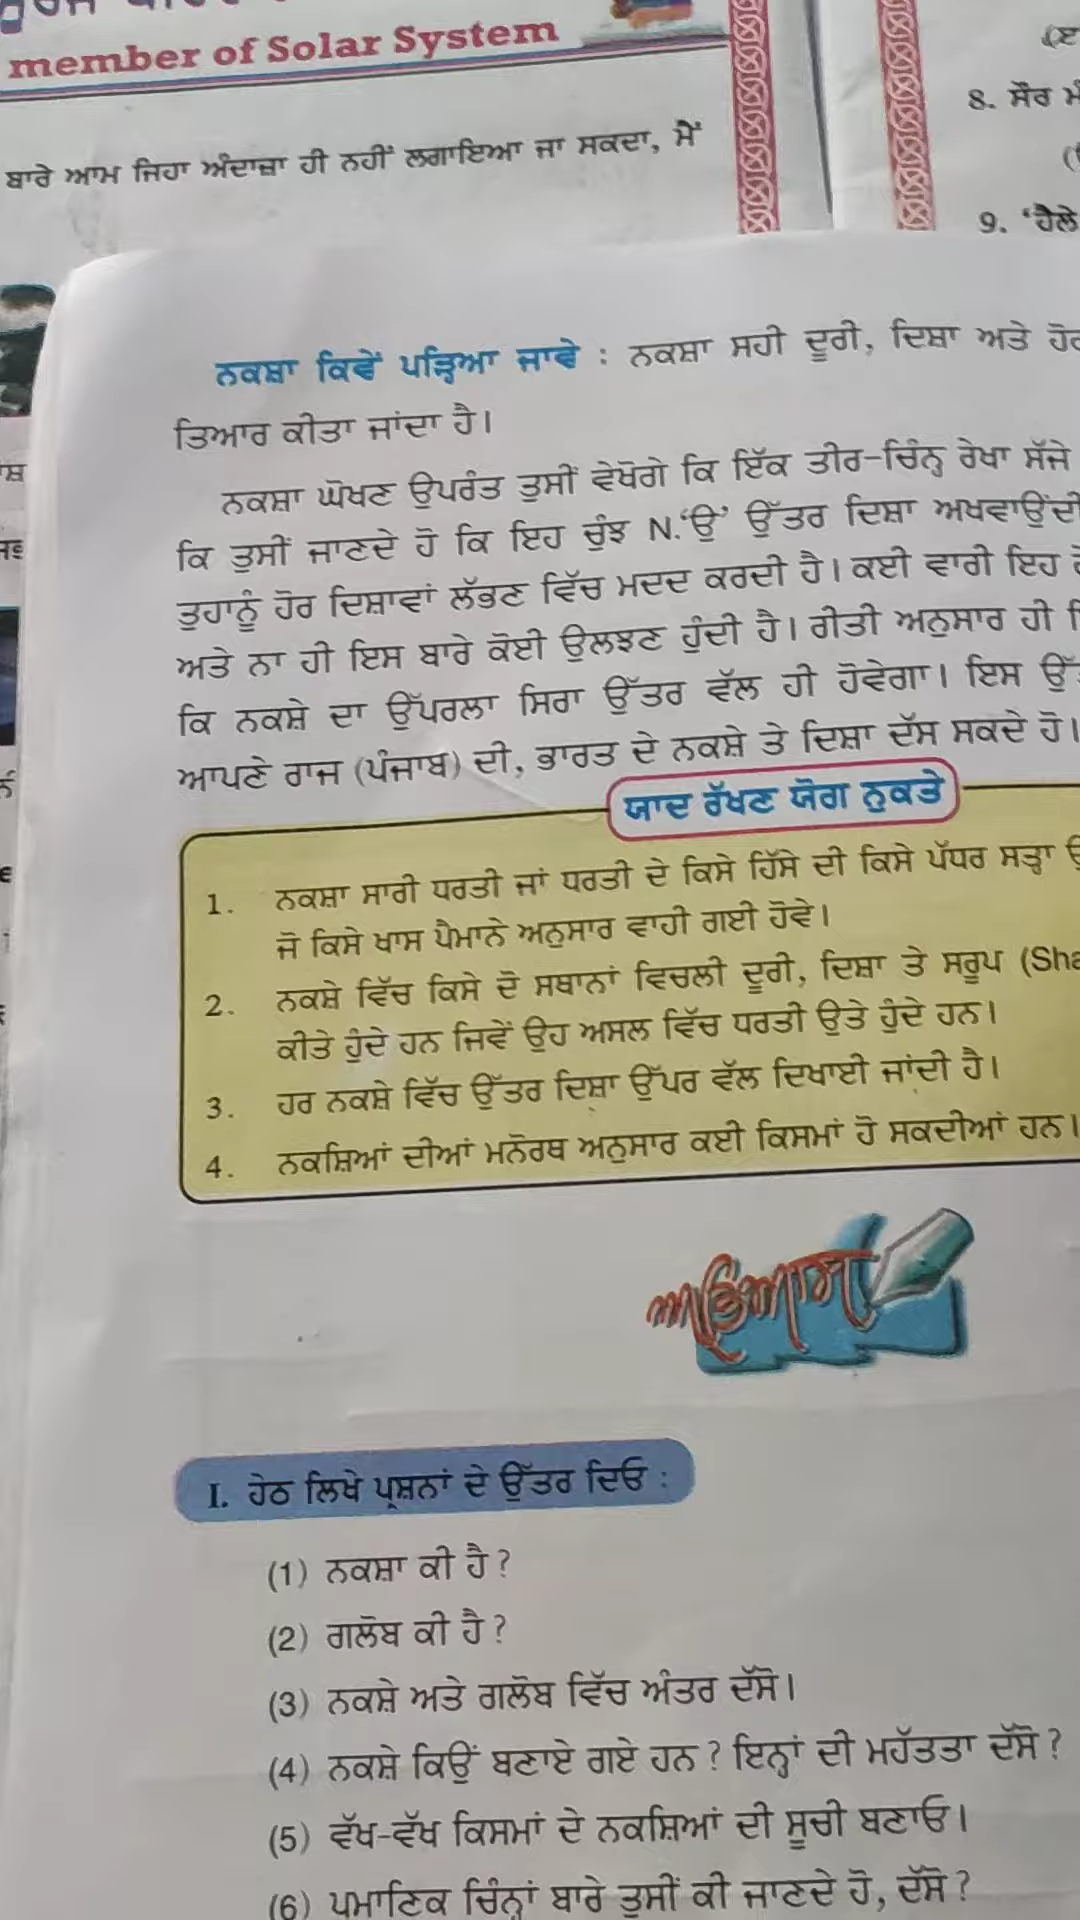 member of Solar System
ਬਾਰੇ ਆਮ ਜਿਹਾ ਅੰਦਾਜ਼ਾ ਹੀ ਨਹੀਂ ਲਗਾਇਆ ਜਾ ਸਕਦਾ, ਸੈਂ
8. ਸੌਰ
9. ‘ਹੈਲੇ
ਨਕਸ਼ਾ ਕਿਵੇਂ ਪੜ੍ਹਿਆ ਜਾਵੇ : ਨਕਸ਼ਾ ਸਹੀ ਦੂਰੀ, ਦਿਸ਼ਾ ਅਤੇ ਹੋਰ
ਤਿਆਰ ਕੀਤਾ ਜਾਂਦਾ ਹੈ।
ਨਕਸ਼ਾ ਘੋਖਣ ਉਪਰੰਤ ਤੁਸੀਂ ਵੇਖੋਗੇ ਕਿ ਇੱਕ ਤੀਰ-ਚਿੰਨ੍ਹ ਰੇਖਾ ਸੱਜੇ
ਕਿ ਤੁਸੀਂ ਜਾਣਦੇ ਹੋ ਕਿ ਇਹ ਚੁੰਝ N.‘ਉ’ ਉੱਤਰ ਦਿਸ਼ਾ ਅਖਵਾਉਂਦੀ
ਤੁਹਾਨੂੰ ਹੋਰ ਦਿਸ਼ਾਵਾਂ ਲੱਭਣ ਵਿੱਚ ਮਦਦ ਕਰਦੀ ਹੈ। ਕਈ ਵਾਰੀ ਇਹ
ਅਤੇ ਨਾ ਹੀ ਇਸ ਬਾਰੇ ਕੋਈ ਉਲਝਣ ਹੁੰਦੀ ਹੈ। ਰੀਤੀ ਅਨੁਸਾਰ ਹੀ
ਕਿ ਨਕਸ਼ੇ ਦਾ ਉੱਪਰਲਾ ਸਿਰਾ ਉੱਤਰ ਵੱਲ ਹੀ ਹੋਵੇਗਾ। ਇਸ
ਆਪਣੇ ਰਾਜ (ਪੰਜਾਬ) ਦੀ, ਭਾਰਤ ਦੇ ਨਕਸ਼ੇ ਤੇ ਦਿਸ਼ਾ ਦੱਸ ਸਕਦੇ ਹੋ।
ਯਾਦ ਰੱਖਣ ਯੋਗ ਨੁਕਤੇ
1. ਨਕਸ਼ਾ ਸਾਰੀ ਧਰਤੀ ਜਾਂ ਧਰਤੀ ਦੇ ਕਿਸੇ ਹਿੱਸੇ ਦੀ ਕਿਸੇ ਪੱਧਰ ਸਤ੍ਹਾ
ਜੋ ਕਿਸੇ ਖਾਸ ਪੈਮਾਨੇ ਅਨੁਸਾਰ ਵਾਹੀ ਗਈ ਹੋਵੇ।
2. ਨਕਸ਼ੇ ਵਿੱਚ ਕਿਸੇ ਦੋ ਸਥਾਨਾਂ ਵਿਚਲੀ ਦੂਰੀ, ਦਿਸ਼ਾ ਤੇ ਸਰੂਪ (Sha
ਕੀਤੇ ਹੁੰਦੇ ਹਨ ਜਿਵੇਂ ਉਹ ਅਸਲ ਵਿੱਚ ਧਰਤੀ ਉਤੇ ਹੁੰਦੇ ਹਨ।
3. ਹਰ ਨਕਸ਼ੇ ਵਿੱਚ ਉੱਤਰ ਦਿਸ਼ਾ ਉੱਪਰ ਵੱਲ ਦਿਖਾਈ ਜਾਂਦੀ ਹੈ।
4. ਨਕਸ਼ਿਆਂ ਦੀਆਂ ਮਨੋਰਥ ਅਨੁਸਾਰ ਕਈ ਕਿਸਮਾਂ ਹੋ ਸਕਦੀਆਂ ਹਨ।
ਅਭਿਆਸ
I. ਹੇਠ ਲਿਖੇ ਪ੍ਰਸ਼ਨਾਂ ਦੇ ਉੱਤਰ ਦਿਓ :
(1) ਨਕਸ਼ਾ ਕੀ ਹੈ ?
(2) ਗਲੋਬ ਕੀ ਹੈ ?
(3) ਨਕਸ਼ੇ ਅਤੇ ਗਲੋਬ ਵਿੱਚ ਅੰਤਰ ਦੱਸੋ।
(4) ਨਕਸ਼ੇ ਕਿਉਂ ਬਣਾਏ ਗਏ ਹਨ ? ਇਨ੍ਹਾਂ ਦੀ ਮਹੱਤਤਾ ਦੱਸੋ ?
(5) ਵੱਖ-ਵੱਖ ਕਿਸਮਾਂ ਦੇ ਨਕਸ਼ਿਆਂ ਦੀ ਸੂਚੀ ਬਣਾਓ।
(6) ਪ੍ਰਮਾਣਿਕ ਚਿੰਨ੍ਹਾਂ ਬਾਰੇ ਤੁਸੀਂ ਕੀ ਜਾਣਦੇ ਹੋ, ਦੱਸੋ ?